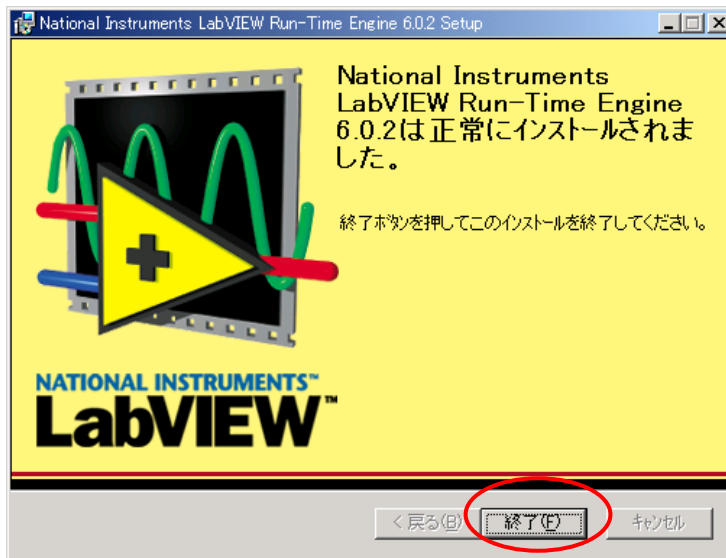 National Instruments LabVIEW Run-Time Engine 6.0.2 Setup
National Instruments
LabVIEW Run-Time Engine
6.0.2は正常にインストールされま
した。
終了ボタンを押してこのインストールを終了してください。
NATIONAL INSTRUMENTS™
LabVIEW™
< 戻る(B)
終了(F)
キャンセル